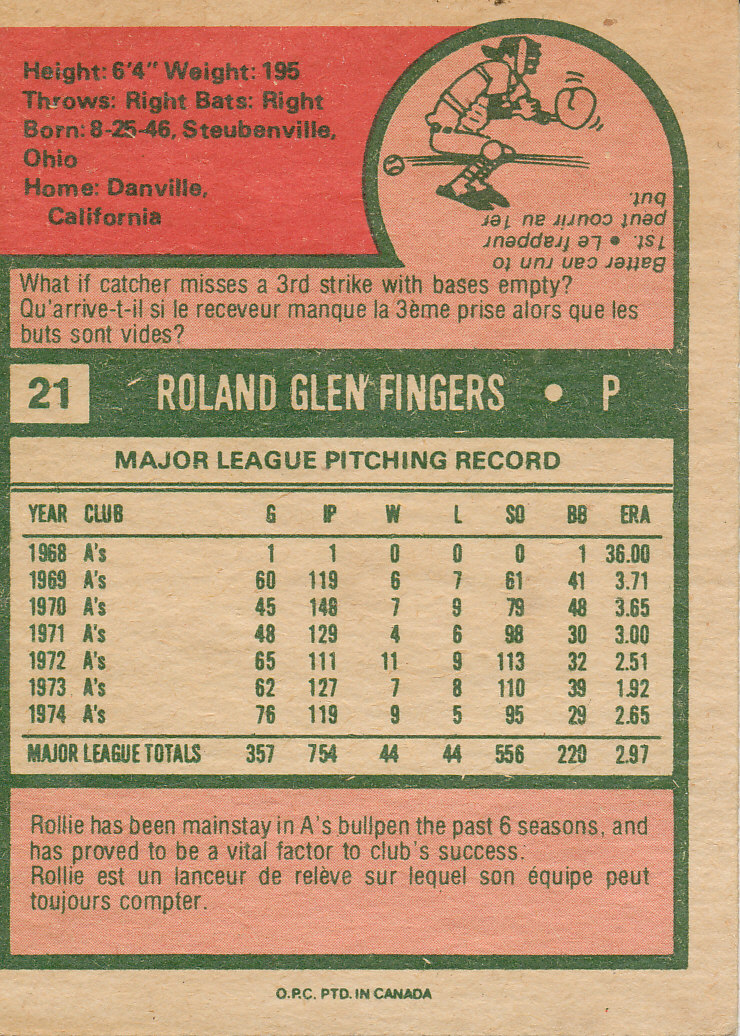 Height: 6'4" Weight: 195
Throws: Right Bats: Right
Born: 8-25-46, Steubenville,
Ohio
Home: Danville,
California
Batter can run to
1st. • Le frappeur
peut courir au 1er
but.
What if catcher misses a 3rd strike with bases empty?
Qu'arrive-t-il si le receveur manque la 3ème prise alors que les
buts sont vides?
21 ROLAND GLEN FINGERS • P
MAJOR LEAGUE PITCHING RECORD
YEAR CLUB G IP W L SO BB ERA
1968 A's 1 1 0 0 0 1 36.00
1969 A's 60 119 6 7 61 41 3.71
1970 A's 45 148 7 9 79 48 3.65
1971 A's 48 129 4 6 98 30 3.00
1972 A's 65 111 11 9 113 32 2.51
1973 A's 62 127 7 8 110 39 1.92
1974 A's 76 119 9 5 95 29 2.65
MAJOR LEAGUE TOTALS 357 754 44 44 556 220 2.97
Rollie has been mainstay in A's bullpen the past 6 seasons, and
has proved to be a vital factor to club's success.
Rollie est un lanceur de relève sur lequel son équipe peut
toujours compter.
O.P.C. PTD. IN CANADA